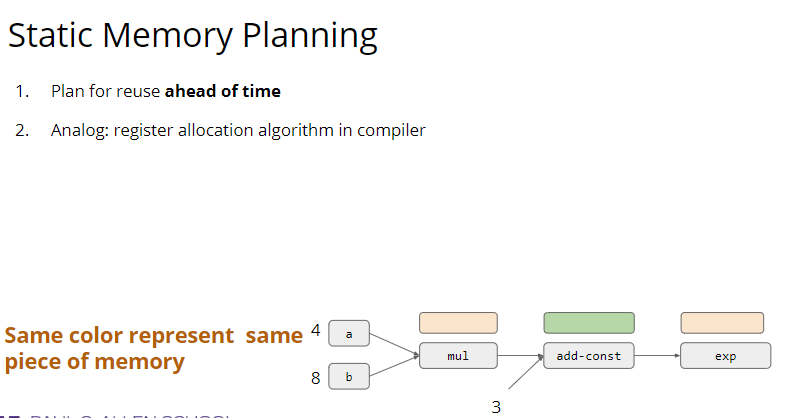 Static Memory Planning
1. Plan for reuse ahead of time
2. Analog: register allocation algorithm in compiler
Same color represent same
piece of memory
4
a
8
b
mul
add-const
exp
3